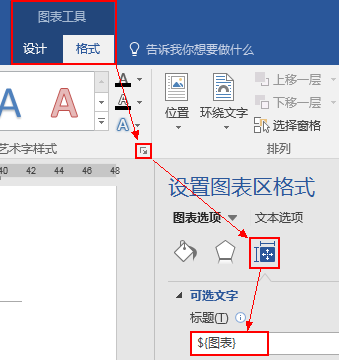 图表工具
设计 格式 告诉我你想要做什么
A A A
A A 位置 环绕文字 上移一层
A 下移一层
选择窗格
艺术字样式 排列
40 42 44 46 48
设置图表区格式
图表选项 文本选项
可选文字
标题(T)
${图表}